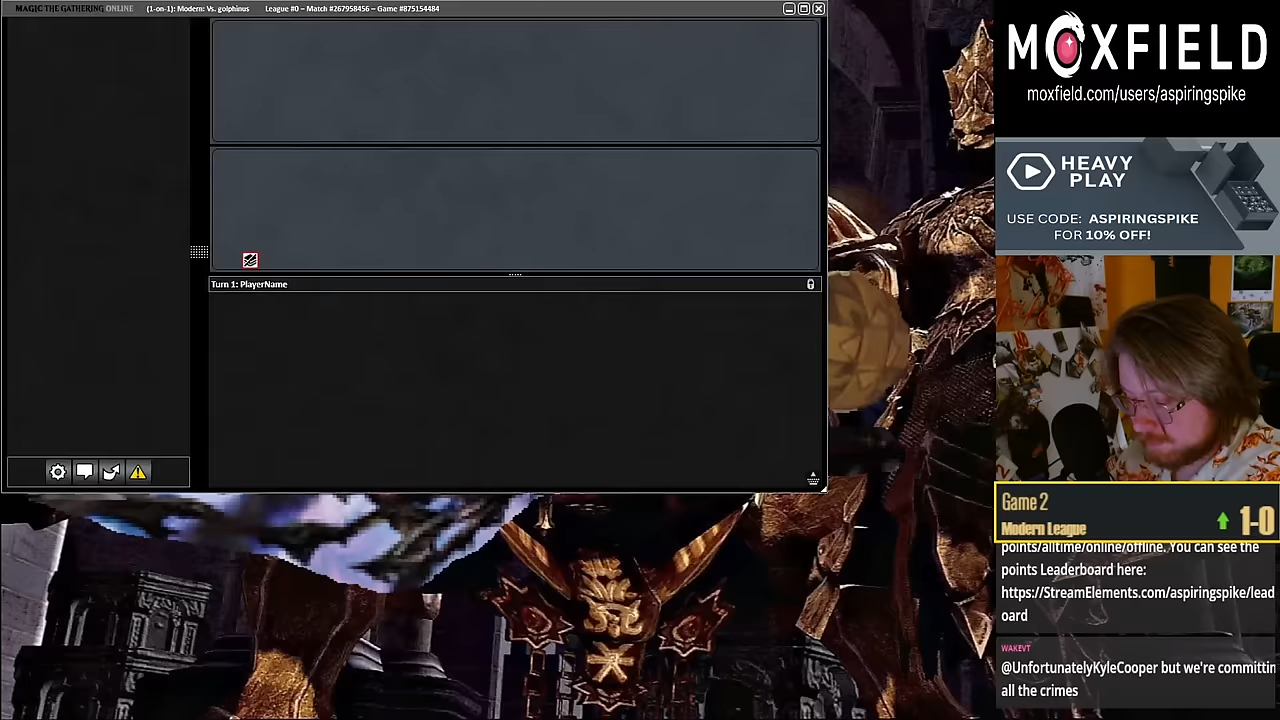 MAGIC THE GATHERING ONLINE (1-on-1): Modern: Vs. golphinus League #0 – Match #267958456 – Game #875154484
Turn 1: PlayerName
MOXFIELD
moxfield.com/users/aspiringspike
HEAVY
PLAY
USE CODE: ASPIRINGSPIKE
FOR 10% OFF!
Game 2
Modern League
1-0
points/alltime/online/offline. You can see the
points Leaderboard here:
https://StreamElements.com/aspiringspike/lead
oard
WAKEVT
@UnfortunatelyKyleCooper but we're committin
all the crimes